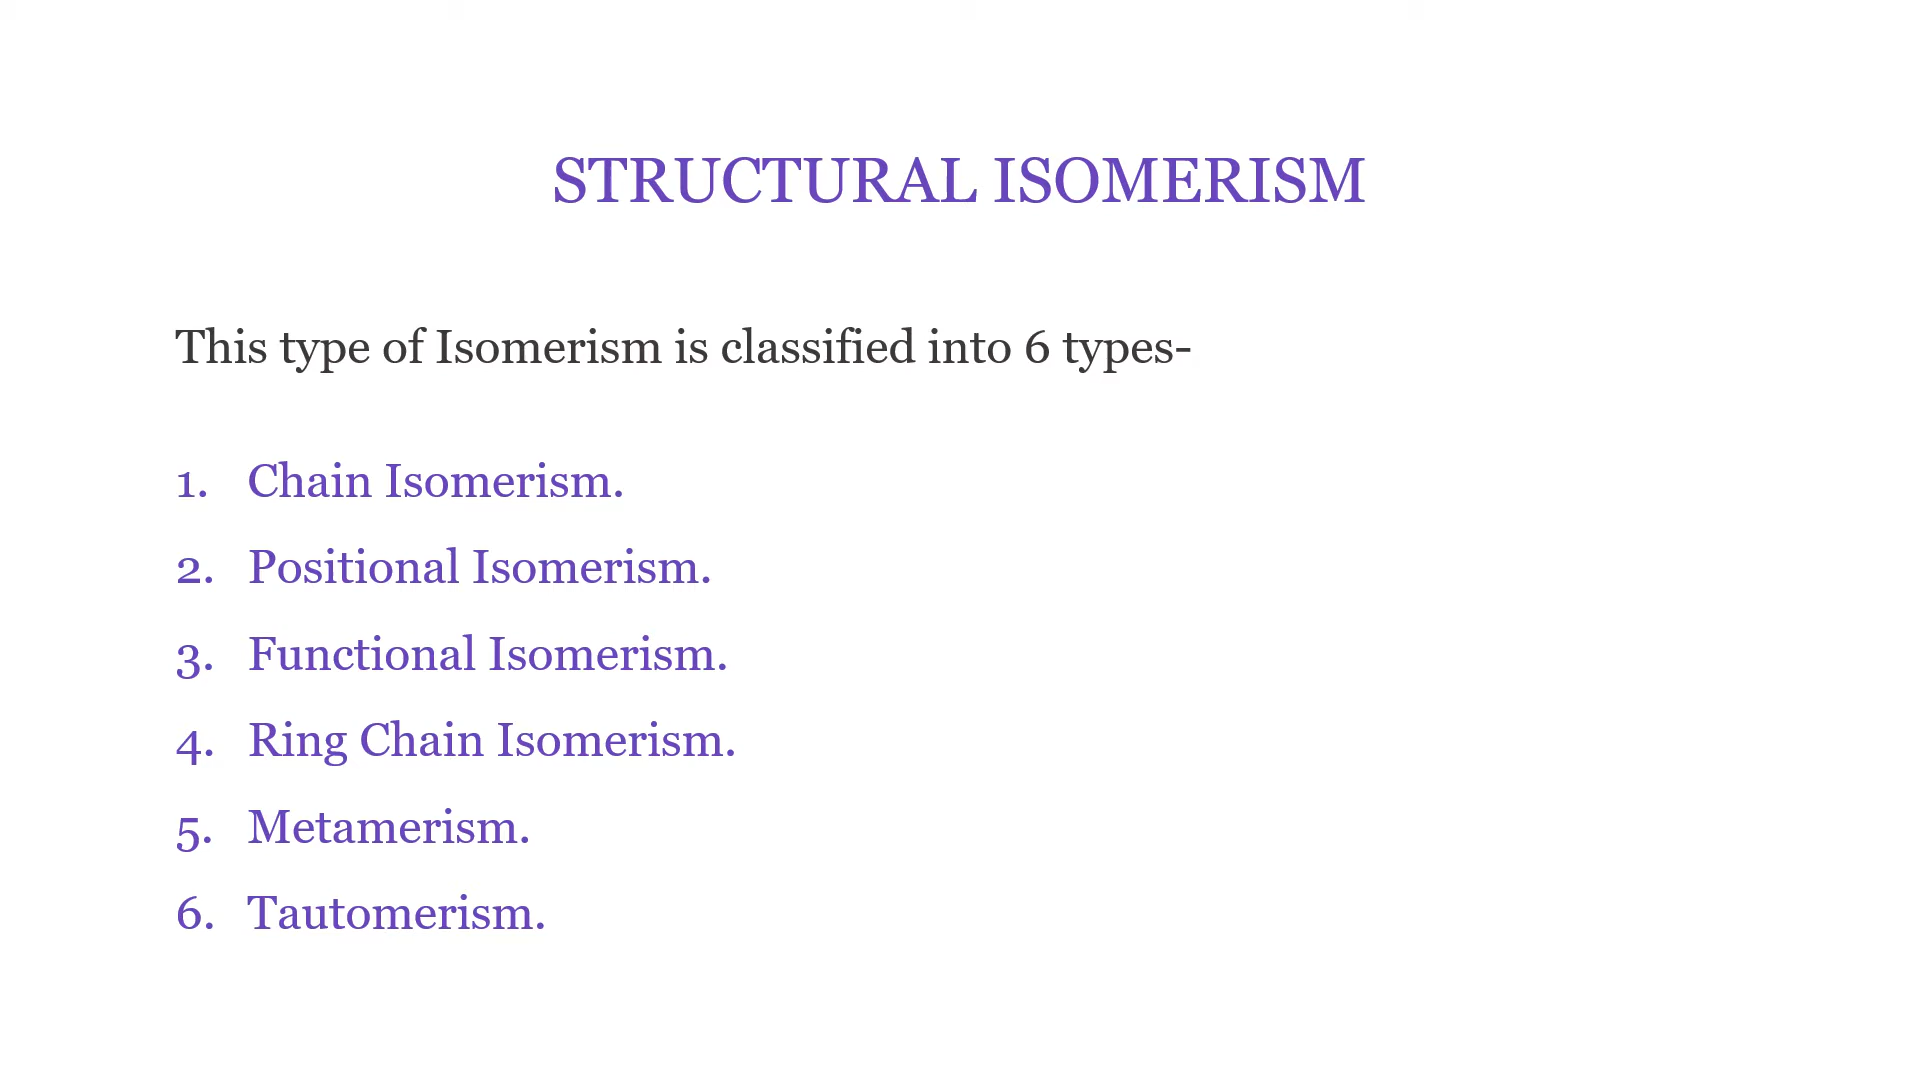 STRUCTURAL ISOMERISM
This type of Isomerism is classified into 6 types-
1. Chain Isomerism.
2. Positional Isomerism.
3. Functional Isomerism.
4. Ring Chain Isomerism.
5. Metamerism.
6. Tautomerism.